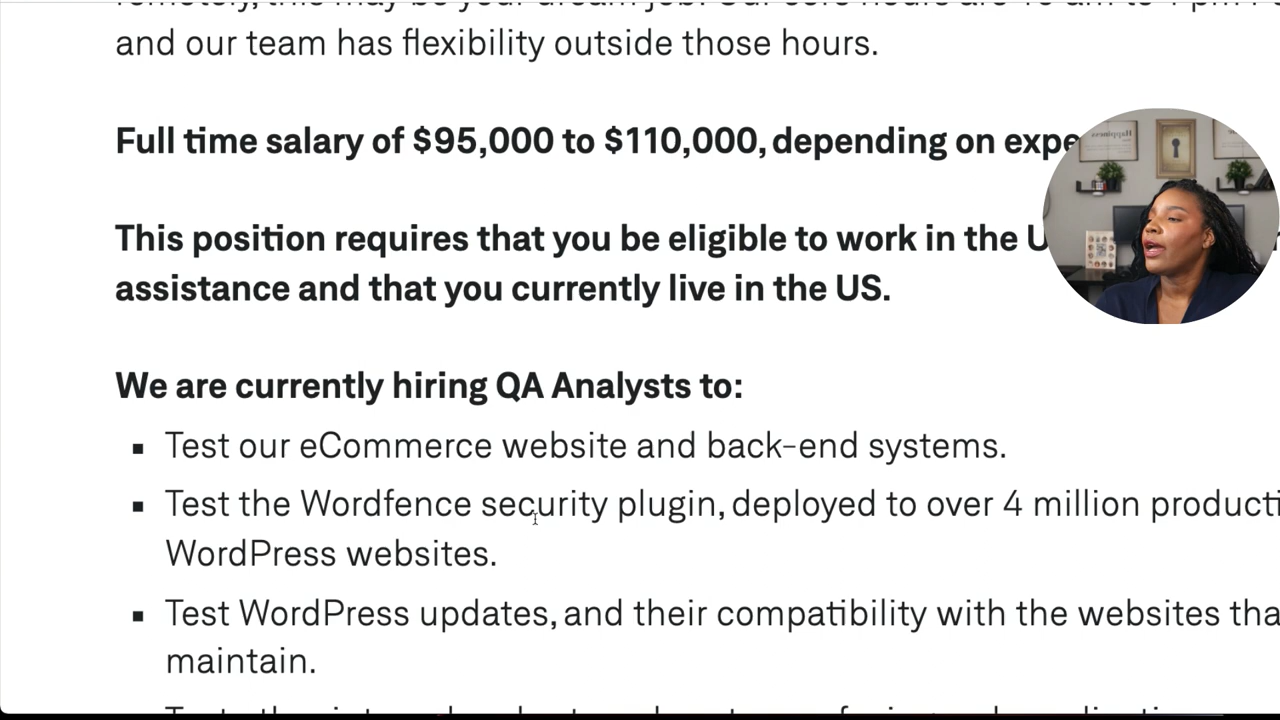 and our team has flexibility outside those hours.
Full time salary of $95,000 to $110,000, depending on
This position requires that you be eligible to work in the
assistance and that you currently live in the US.
We are currently hiring QA Analysts to:
▪ Test our eCommerce website and back-end systems.
▪ Test the Wordfence security plugin, deployed to over 4 million
WordPress websites.
▪ Test WordPress updates, and their compatibility with the websites
maintain.